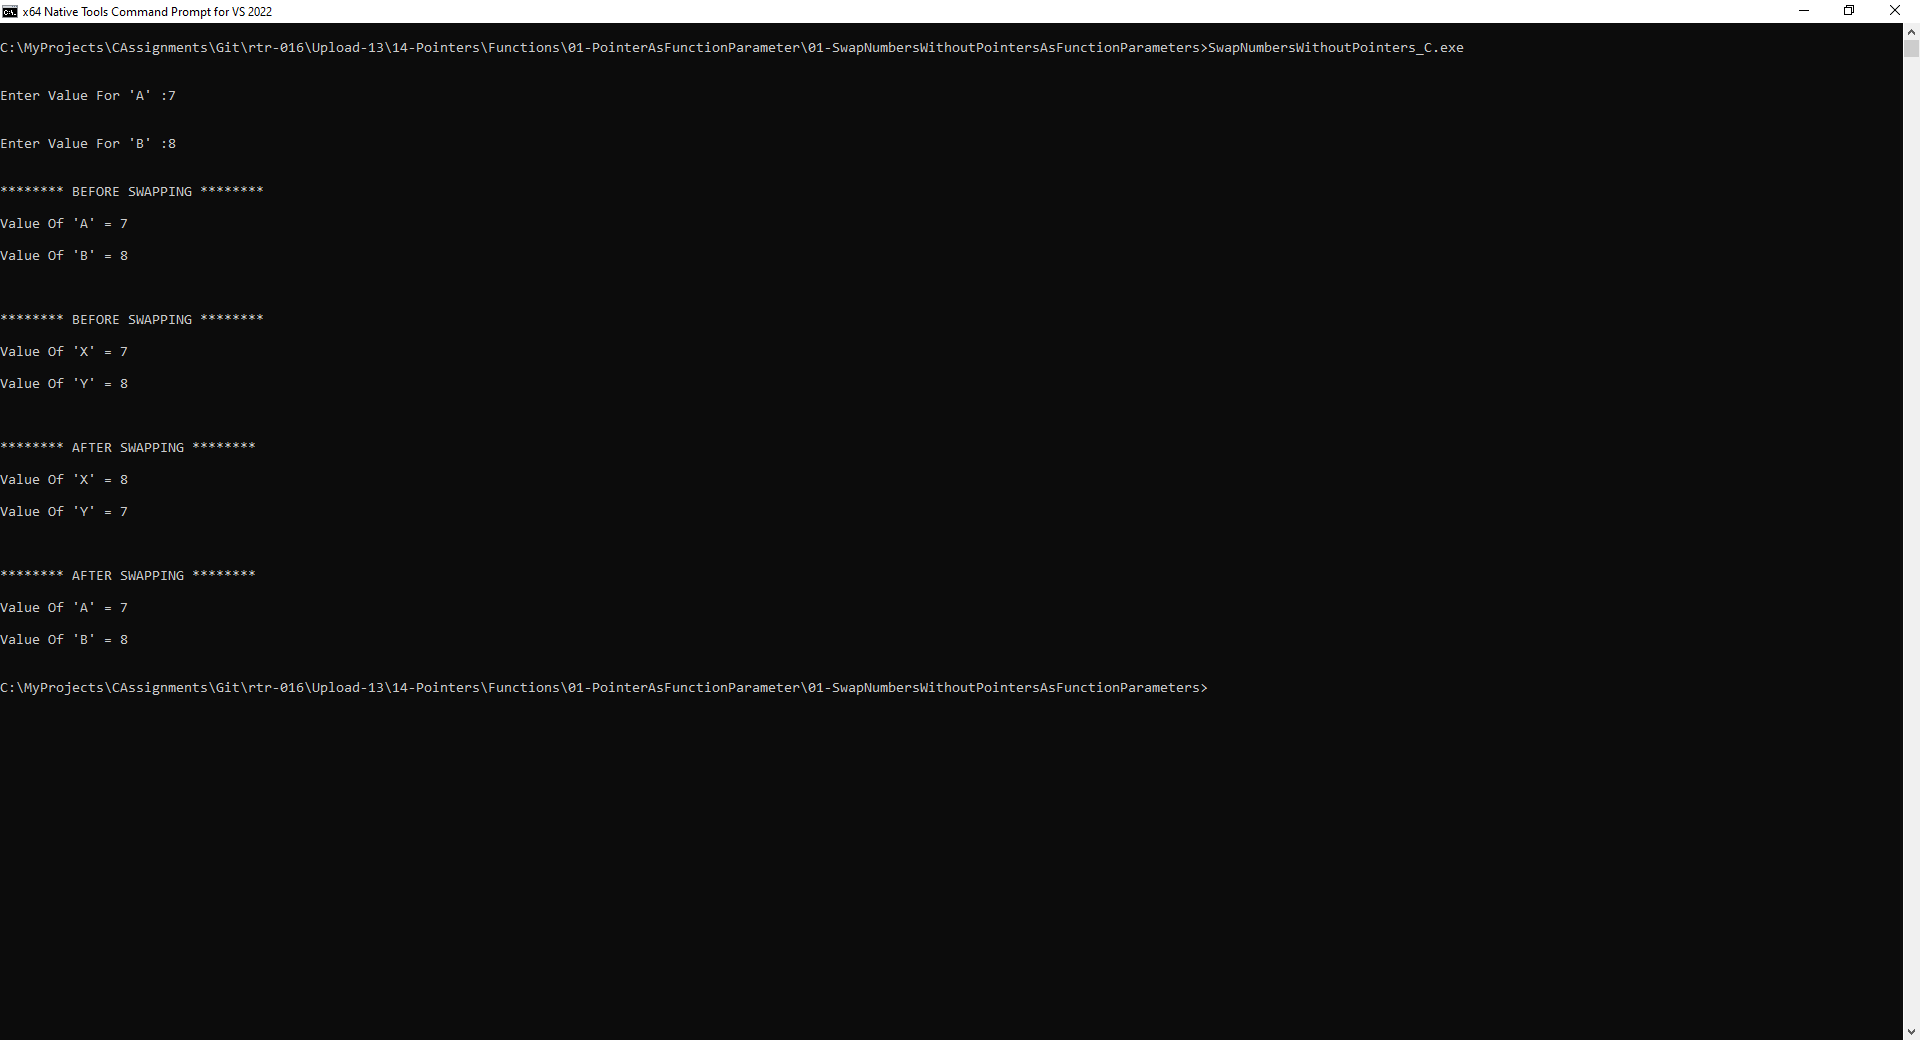 x64 Native Tools Command Prompt for VS 2022
C:\MyProjects\CAssignments\Git\rtr-016\Upload-13\14-Pointers\Functions\01-PointerAsFunctionParameter\01-SwapNumbersWithoutPointersAsFunctionParameters>SwapNumbersWithoutPointers_C.exe
Enter Value For 'A' :7
Enter Value For 'B' :8
******** BEFORE SWAPPING ********
Value Of 'A' = 7
Value Of 'B' = 8
******** BEFORE SWAPPING ********
Value Of 'X' = 7
Value Of 'Y' = 8
******** AFTER SWAPPING ********
Value Of 'X' = 8
Value Of 'Y' = 7
******** AFTER SWAPPING ********
Value Of 'A' = 7
Value Of 'B' = 8
C:\MyProjects\CAssignments\Git\rtr-016\Upload-13\14-Pointers\Functions\01-PointerAsFunctionParameter\01-SwapNumbersWithoutPointersAsFunctionParameters>